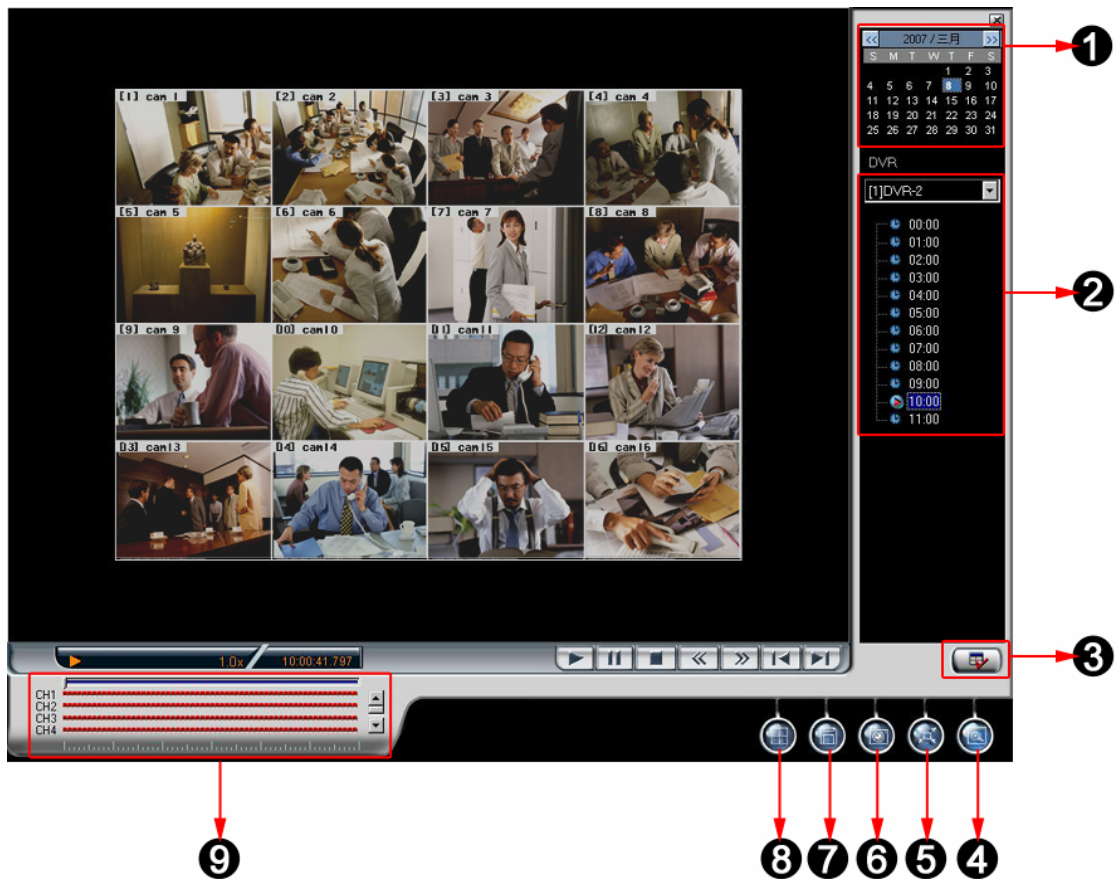 2007 / 三月
S M T W T F S
1 2 3
4 5 6 7 8 9 10
11 12 13 14 15 16 17
18 19 20 21 22 23 24
25 26 27 28 29 30 31
DVR
[1]DVR-2
00:00
01:00
02:00
03:00
04:00
05:00
06:00
07:00
08:00
09:00
10:00
11:00
[1] cam 1
[2] cam 2
[3] cam 3
[4] cam 4
[5] cam 5
[6] cam 6
[7] cam 7
[8] cam 8
[9] cam 9
[10] cam10
[11] cam11
[12] cam12
[13] cam13
[14] cam14
[15] cam15
[16] cam16
1.0x
10:00:41.797
CH1
CH2
CH3
CH4
1
2
3
4
5
6
7
8
9